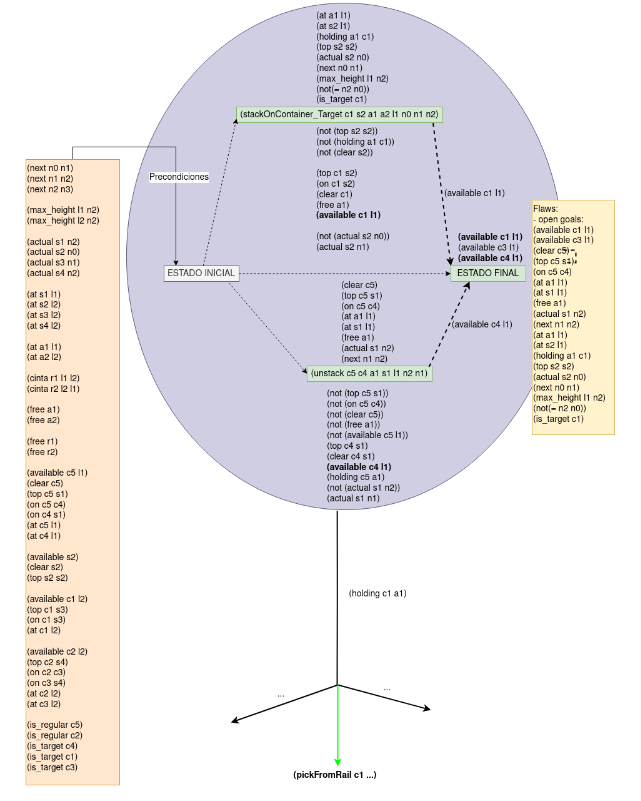 (at a1 l1)
(at s2 l1)
(holding a1 c1)
(top s2 s2)
(actual s2 n0)
(next n0 n1)
(max_height l1 n2)
(not(= n2 n0))
(is_target c1)
(stackOnContainer_Target c1 s2 a1 a2 l1 n0 n1 n2)
(not (top s2 s2))
(not (holding a1 c1))
(not (clear s2))
(top c1 s2)
(on c1 s2)
(clear c1)
(free a1)
(available c1 l1)
(not (actual s2 n0))
(actual s2 n1)
(available c1 l1)
Precondiciones
(available c1 l1)
(available c3 l1)
(available c4 l1)
ESTADO INICIAL
ESTADO FINAL
(clear c5)
(top c5 s1)
(on c5 c4)
(at a1 l1)
(at s1 l1)
(free a1)
(actual s1 n2)
(next n1 n2)
(available c4 l1)
(unstack c5 c4 a1 s1 l1 n2 n1)
(not (top c5 s1))
(not (on c5 c4))
(not (clear c5))
(not (free a1))
(not (available c5 l1))
(top c4 s1)
(clear c4 s1)
(available c4 l1)
(holding c5 a1)
(not (actual s1 n2))
(actual s1 n1)
(next n0 n1)
(next n1 n2)
(next n2 n3)
(max_height l1 n2)
(max_height l2 n2)
(actual s1 n2)
(actual s2 n0)
(actual s3 n1)
(actual s4 n2)
(at s1 l1)
(at s2 l2)
(at s3 l2)
(at s4 l2)
(at a1 l1)
(at a2 l2)
(cinta r1 l1 l2)
(cinta r2 l2 l1)
(free a1)
(free a2)
(free r1)
(free r2)
(available c5 l1)
(clear c5)
(top c5 s1)
(on c5 c4)
(on c4 s1)
(at c5 l1)
(at c4 l1)
(available s2)
(clear s2)
(top s2 s2)
(available c1 l2)
(top c1 s3)
(on c1 s3)
(at c1 l2)
(available c2 l2)
(top c2 s4)
(on c2 c3)
(on c3 s4)
(at c2 l2)
(at c3 l2)
(is_regular c5)
(is_regular c2)
(is_target c4)
(is_target c1)
(is_target c3)
Flaws:
- open goals:
(available c1 l1)
(available c3 l1)
(clear c5)
(top c5 s1)
(on c5 c4)
(at a1 l1)
(at s1 l1)
(free a1)
(actual s1 n2)
(next n1 n2)
(at a1 l1)
(at s2 l1)
(holding a1 c1)
(top s2 s2)
(actual s2 n0)
(next n0 n1)
(max_height l1 n2)
(not(= n2 n0))
(is_target c1)
(holding c1 a1)
...
...
(pickFromRail c1 ...)